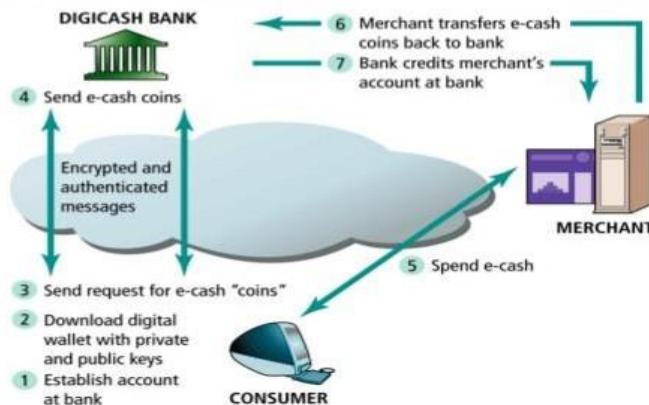 DIGICASH BANK
6 Merchant transfers e-cash
coins back to bank
7 Bank credits merchant's
account at bank
4 Send e-cash coins
Encrypted and
authenticated
messages
MERCHANT
5 Spend e-cash
3 Send request for e-cash “coins”
2 Download digital
wallet with private
and public keys
1 Establish account
at bank
CONSUMER